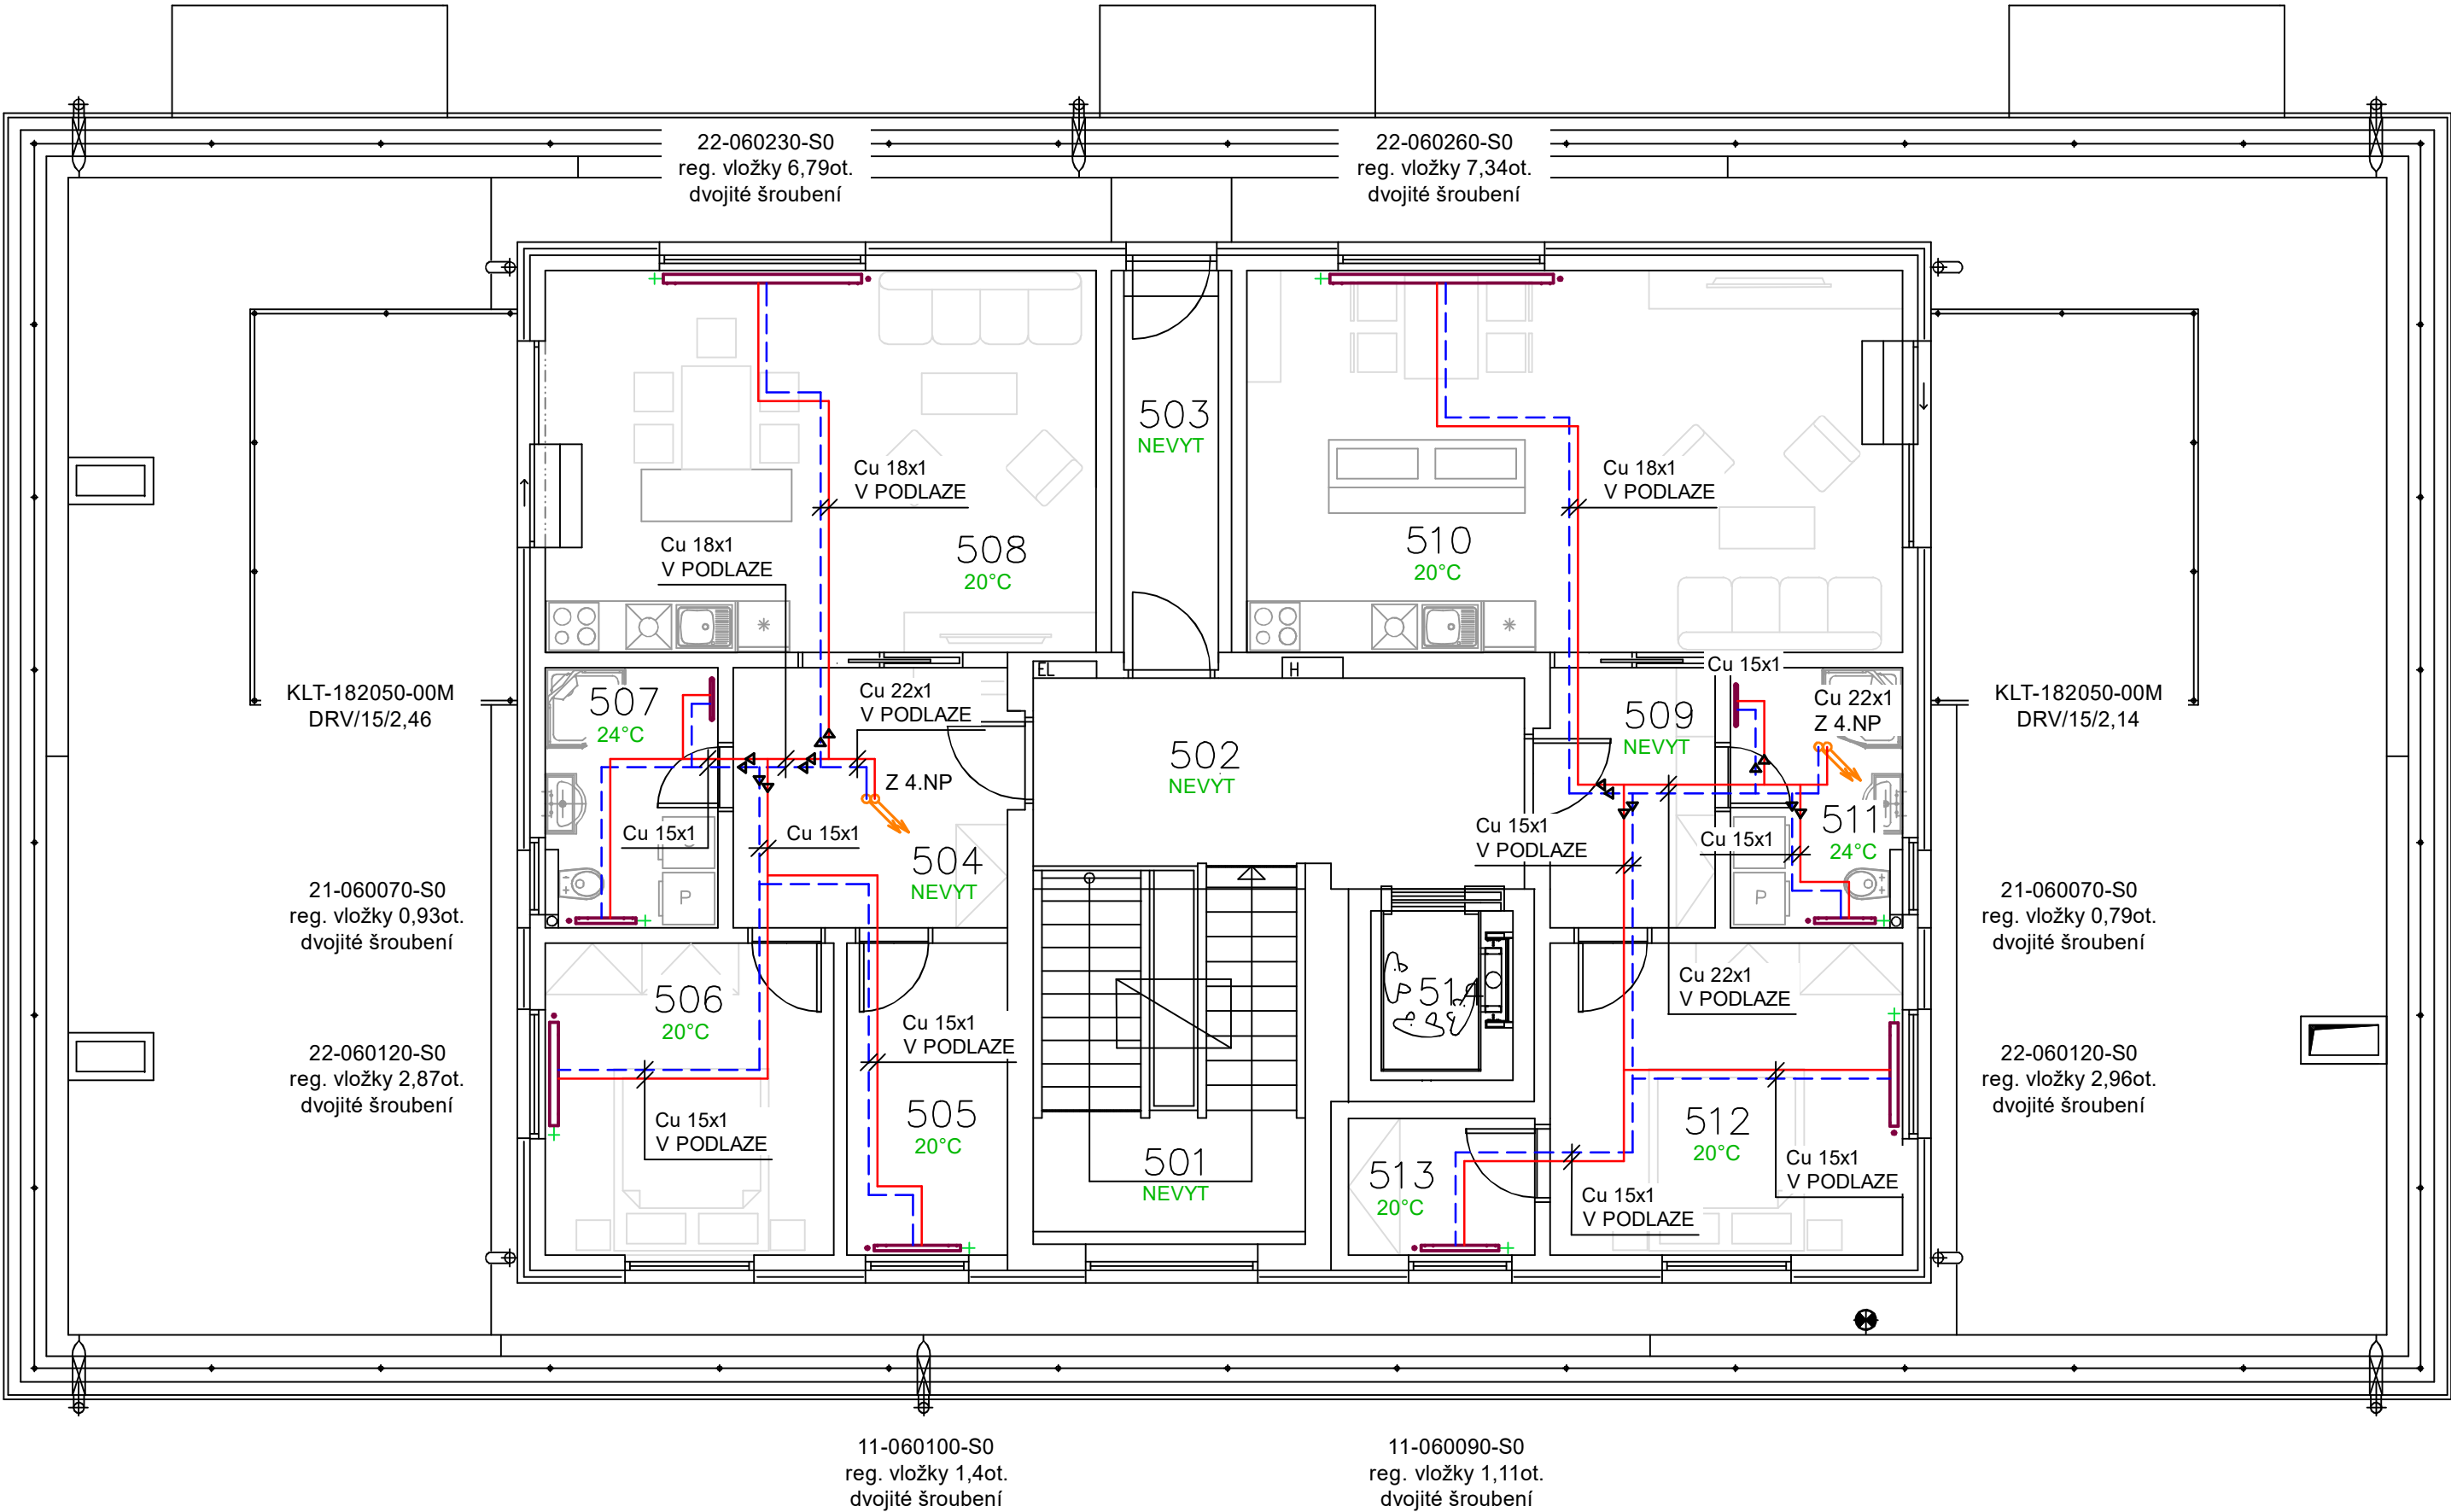 22-060230-S0
reg. vložky 6,79ot.
dvojité šroubení
22-060260-S0
reg. vložky 7,34ot.
dvojité šroubení
503
NEVYT
Cu 18x1
V PODLAZE
Cu 18x1
V PODLAZE
Cu 18x1
V PODLAZE
508
20°C
510
20°C
EL
H
Cu 15x1
KLT-182050-00M
DRV/15/2,46
507
24°C
Cu 22x1
V PODLAZE
509
NEVYT
Cu 22x1
Z 4.NP
KLT-182050-00M
DRV/15/2,14
502
NEVYT
Z 4.NP
Cu 15x1
Cu 15x1
Cu 15x1
V PODLAZE
Cu 15x1
511
24°C
504
NEVYT
P
P
21-060070-S0
reg. vložky 0,93ot.
dvojité šroubení
21-060070-S0
reg. vložky 0,79ot.
dvojité šroubení
506
20°C
514
Cu 22x1
V PODLAZE
Cu 15x1
V PODLAZE
22-060120-S0
reg. vložky 2,87ot.
dvojité šroubení
22-060120-S0
reg. vložky 2,96ot.
dvojité šroubení
Cu 15x1
V PODLAZE
505
20°C
512
20°C
501
NEVYT
513
20°C
Cu 15x1
V PODLAZE
Cu 15x1
V PODLAZE
11-060100-S0
reg. vložky 1,4ot.
dvojité šroubení
11-060090-S0
reg. vložky 1,11ot.
dvojité šroubení